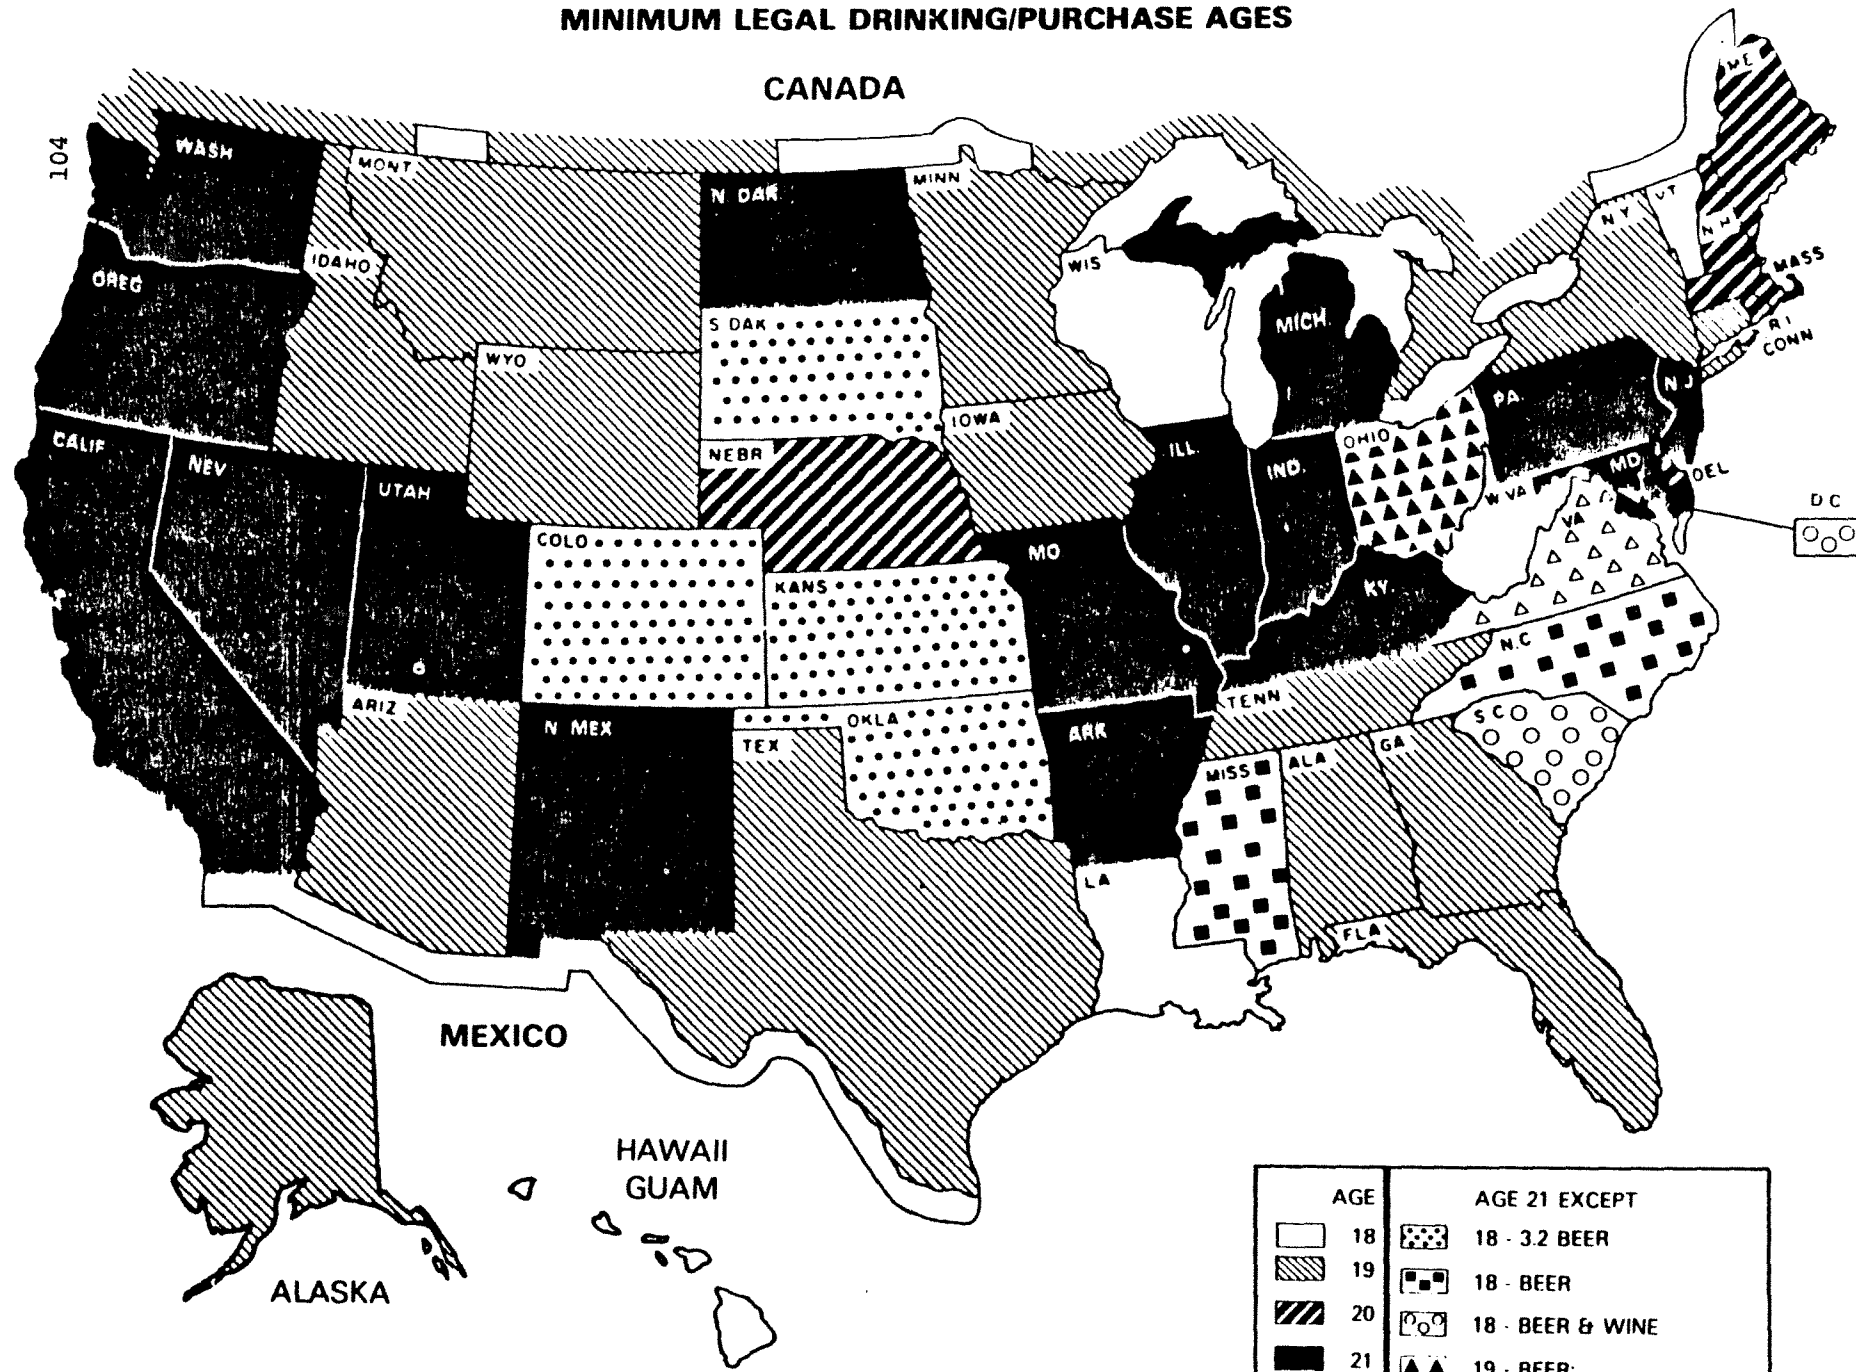 MINIMUM LEGAL DRINKING/PURCHASE AGES
CANADA
104
WASH
MONT
N. DAK
MINN
ME
VT
N.Y.
N.H.
IDAHO
WIS
MASS
OREG
S DAK
MICH.
R I
CONN
WYO
N J
PA
IOWA
CALIF
NEV
NEBR
ILL.
IND.
OHIO
MD
DEL
UTAH
W VA
D C
COLO
MO
VA
KANS
KY.
N.C
ARIZ
TENN
N MEX
OKLA
TEX
ARK
S C
GA
MISS
ALA
LA
FLA
MEXICO
HAWAII
GUAM
ALASKA
AGE
18
19
20
21
AGE 21 EXCEPT
18 - 3.2 BEER
18 - BEER
18 - BEER & WINE
19 - BEER;